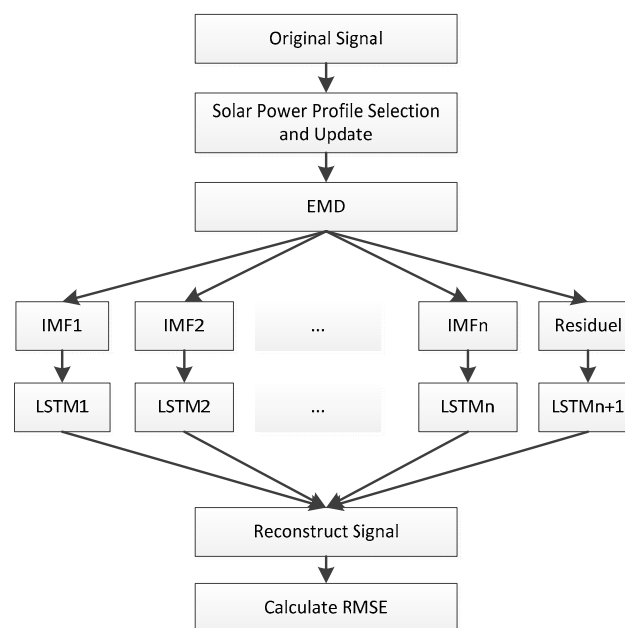 Original Signal
Solar Power Profile Selection
and Update
EMD
IMF1
IMF2
...
IMFn
Residuel
LSTM1
LSTM2
...
LSTMn
LSTMn+1
Reconstruct Signal
Calculate RMSE